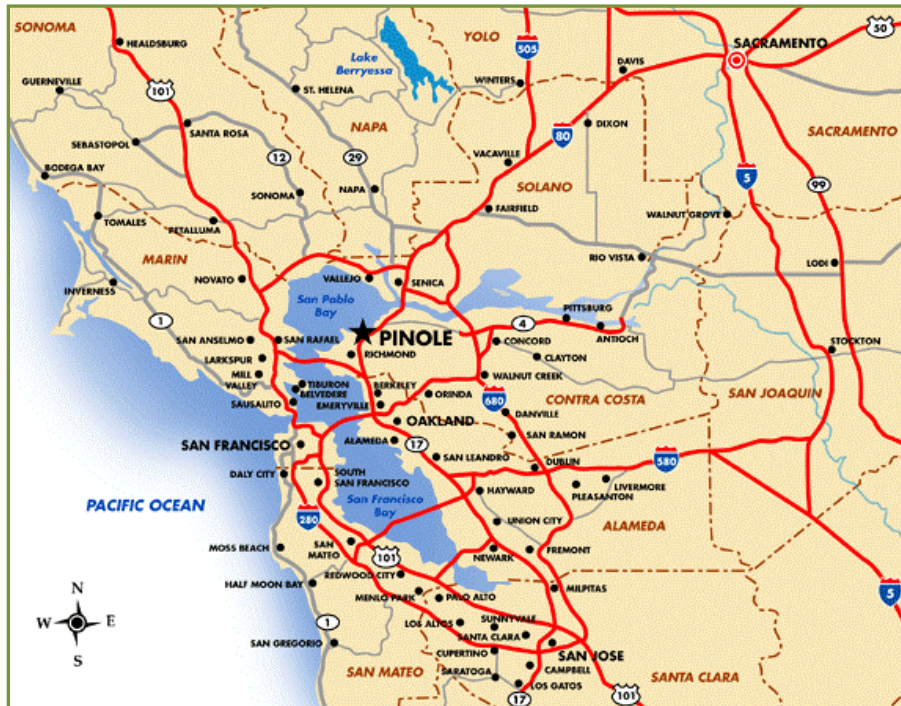 SONOMA
HEALDSBURG
YOLO
505
50
SACRAMENTO
GUERNEVILLE
101
Lake
Berryessa
ST. HELENA
WINTERS
DAVIS
80
DIXON
SANTA ROSA
NAPA
SACRAMENTO
SEBASTOPOL
12
29
VACAVILLE
5
99
BODEGA BAY
SONOMA
NAPA
SOLANO
TOMALES
PETALLUMA
FAIRFIELD
WALNUT GROVE
MARIN
RIO VISTA
LODI
INVERNESS
NOVATO
VALLEJO
SENICA
San Pablo
Bay
PITTSBURG
1
4
ANTIOCH
PINOLE
SAN ANSELMO
SAN RAFAEL
RICHMOND
CONCORD
CLAYTON
STOCKTON
LARKSPUR
MILL
VALLEY
TIBURON
BELVEDERE
BERKELEY
EMERYVILLE
ORINDA
WALNUT CREEK
CONTRA COSTA
SAN JOAQUIN
SAUSALITO
680
DANVILLE
OAKLAND
SAN FRANCISCO
ALAMEDA
17
SAN RAMON
SAN LEANDRO
580
DALY CITY
SOUTH
SAN FRANCISCO
DUBLIN
LIVERMORE
PLEASANTON
PACIFIC OCEAN
San Francisco
Bay
HAYWARD
280
UNION CITY
ALAMEDA
MOSS BEACH
SAN
MATEO
101
NEWARK
FREMONT
HALF MOON BAY
REDWOOD CITY
MENLO PARK
PALO ALTO
MILPITAS
5
N
W
E
S
1
LOS ALTOS
SUNNYVALE
SANTA CLARA
SAN GREGORIO
CUPERTINO
SAN JOSE
SAN MATEO
SARATOGA
CAMPBELL
SANTA CLARA
LOS GATOS
17
101